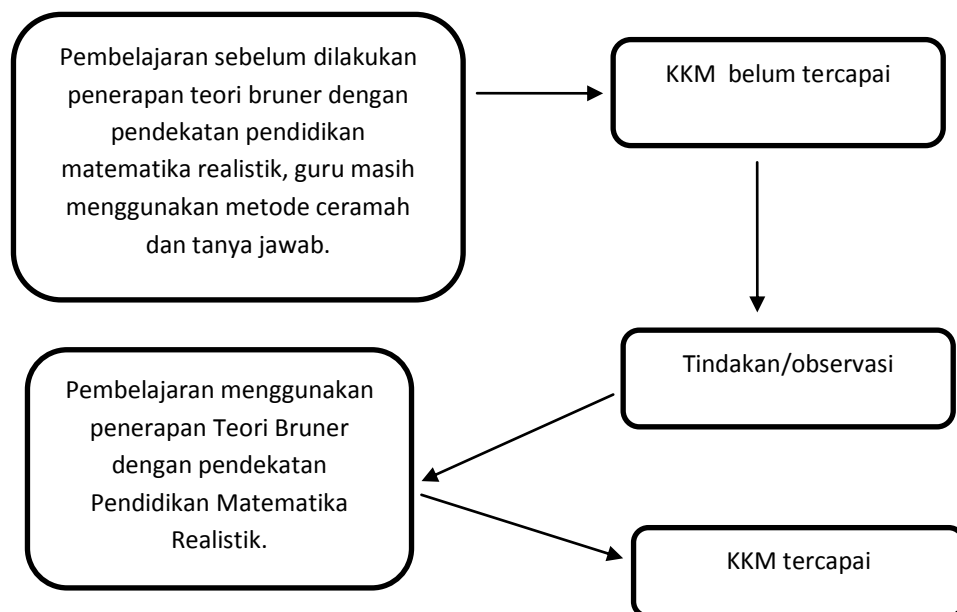 Pembelajaran sebelum dilakukan
penerapan teori bruner dengan
pendekatan pendidikan
matematika realistik, guru masih
menggunakan metode ceramah
dan tanya jawab.
KKM  belum tercapai
Tindakan/observasi
Pembelajaran menggunakan
penerapan Teori Bruner
dengan pendekatan
Pendidikan Matematika
Realistik.
KKM tercapai